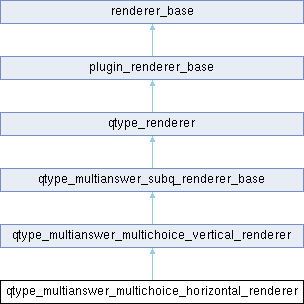 renderer_base
plugin_renderer_base
qtype_renderer
qtype_multianswer_subq_renderer_base
qtype_multianswer_multichoice_vertical_renderer
qtype_multianswer_multichoice_horizontal_renderer